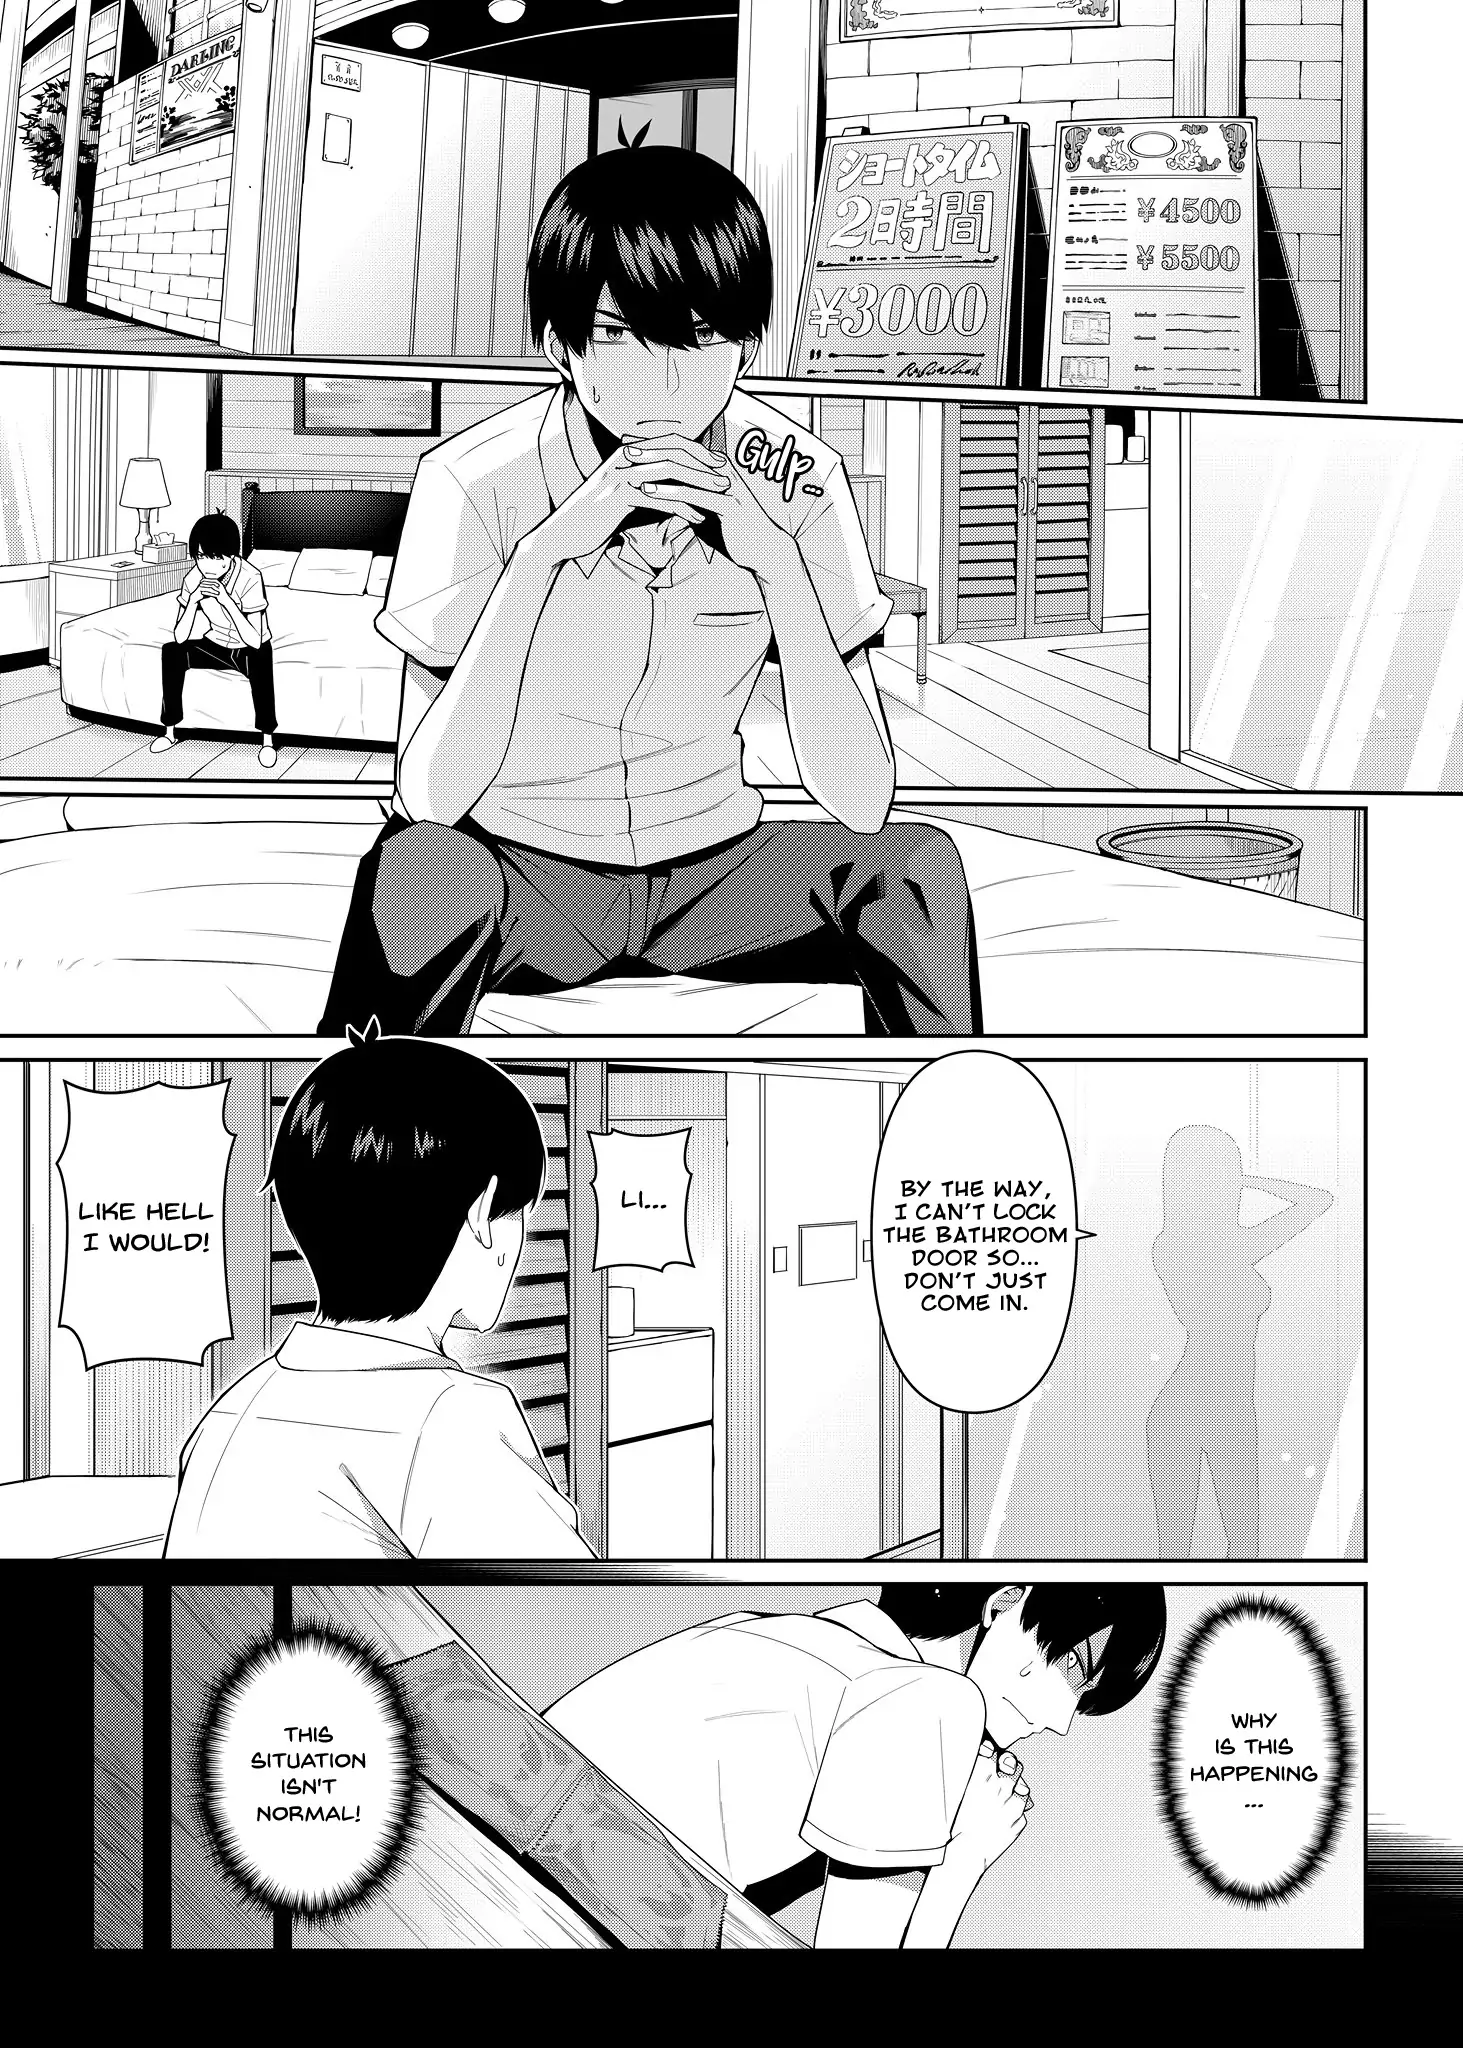 DARLING
ショートタイム
2時間
¥3000
¥4500
¥5500
GULP...
BY THE WAY,
I CAN'T LOCK
THE BATHROOM
DOOR SO...
DON'T JUST
COME IN.
LI...
LIKE HELL
I WOULD!
WHY
IS THIS
HAPPENING
...
THIS
SITUATION
ISN'T
NORMAL!